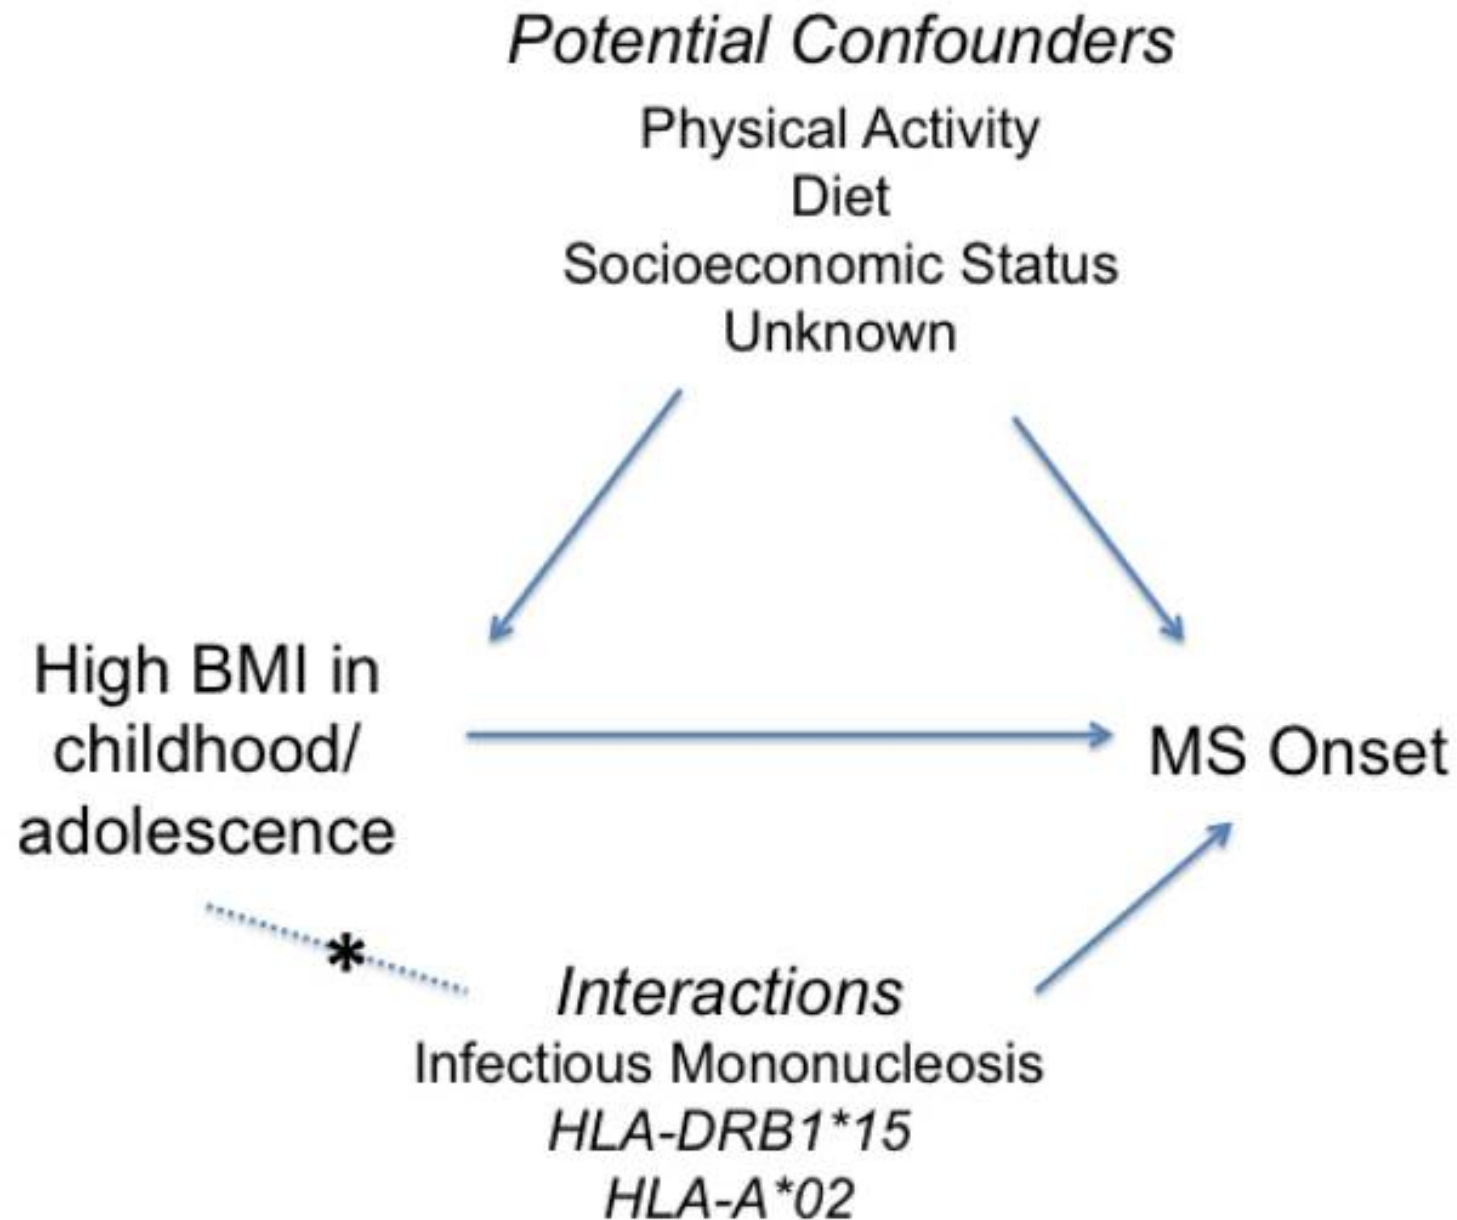 Potential Confounders
Physical Activity
Diet
Socioeconomic Status
Unknown
High BMI in
childhood/
adolescence
MS Onset
*
Interactions
Infectious Mononucleosis
HLA-DRB1*15
HLA-A*02